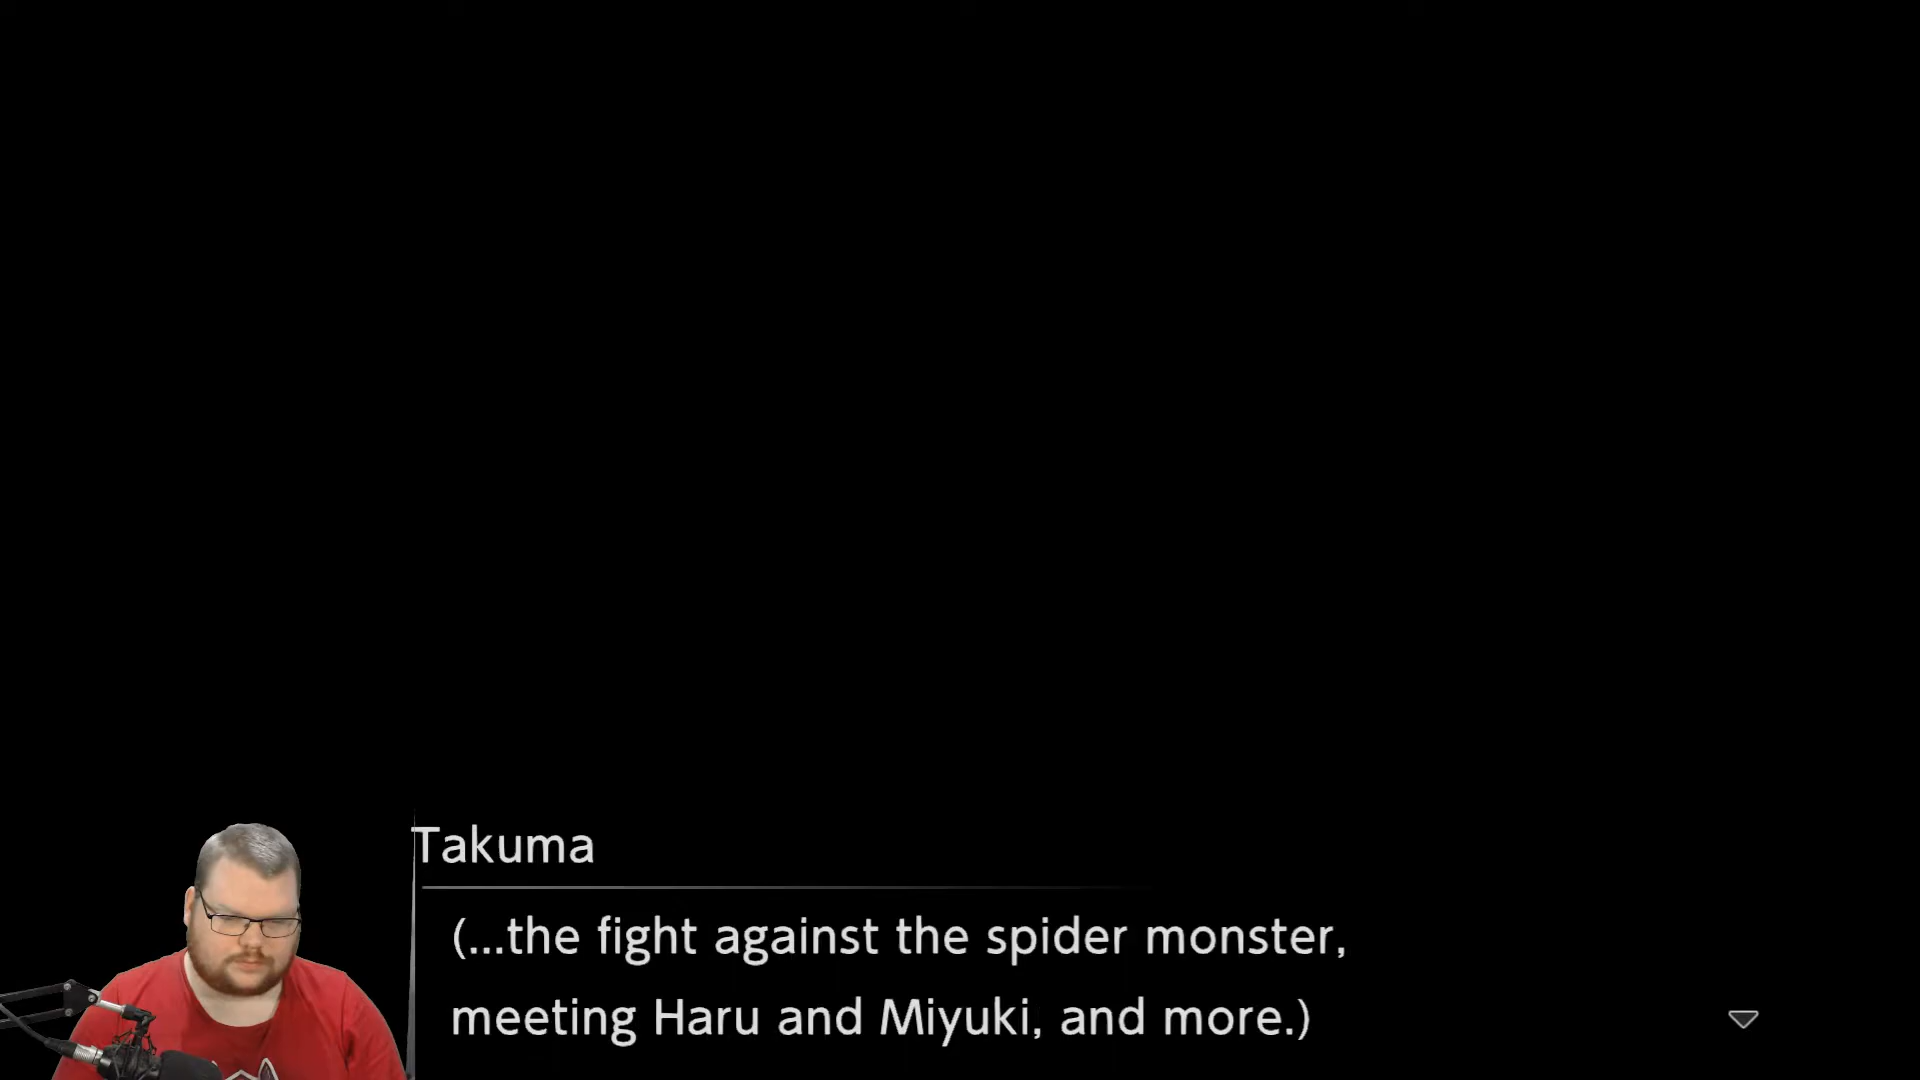 Takuma
(...the fight against the spider monster,
meeting Haru and Miyuki, and more.)